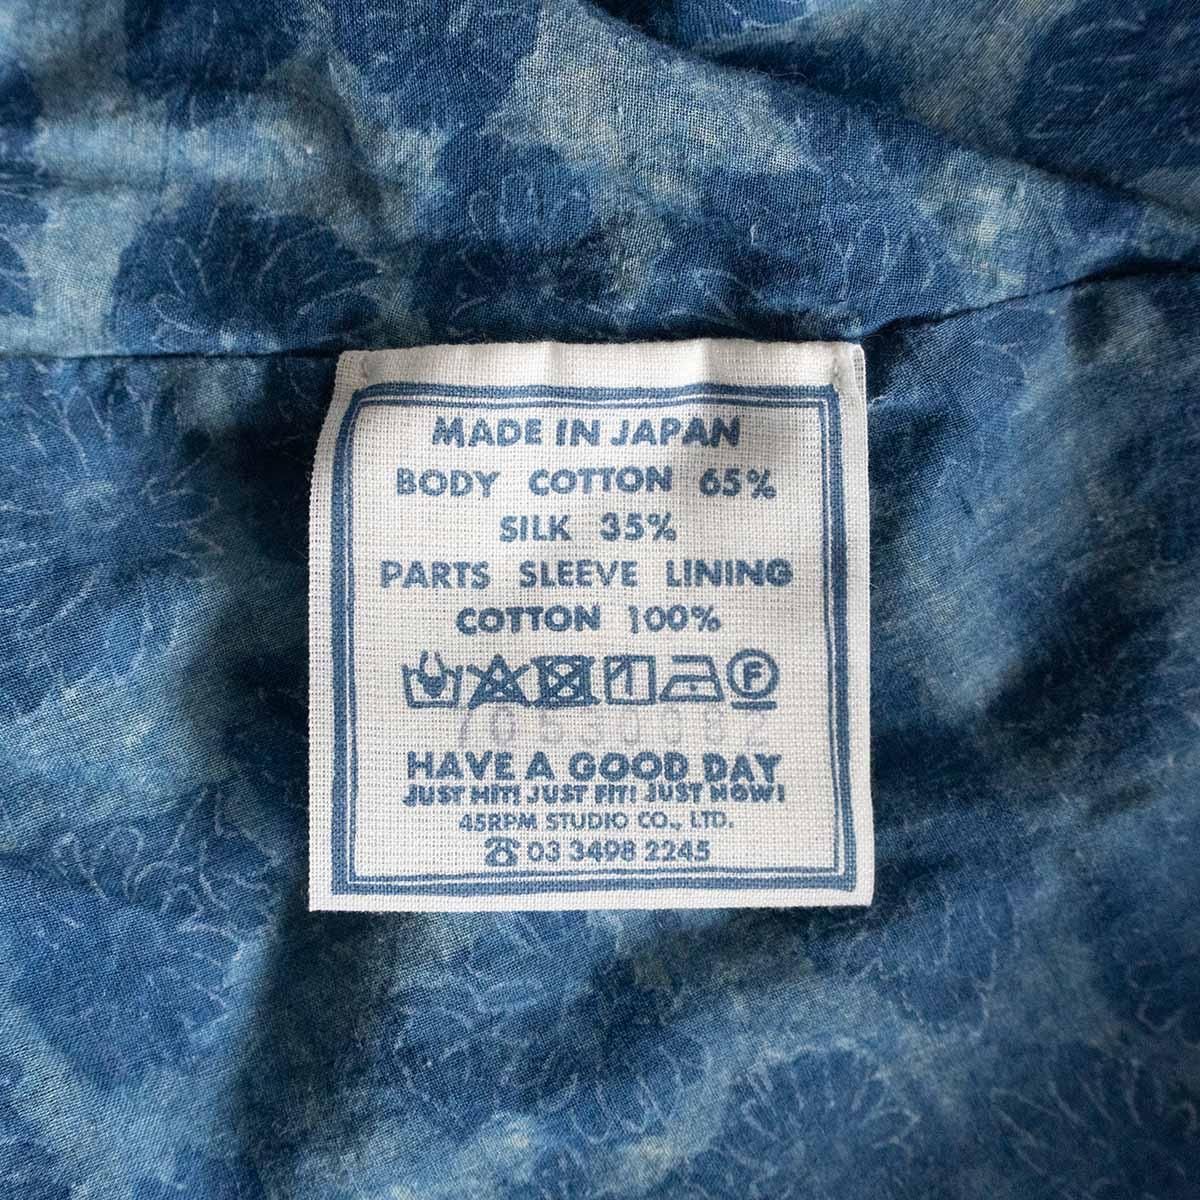 MADE IN JAPAN
BODY COTTON 65%
SILK 35%
PARTS SLEEVE LINING
COTTON 100%
F
HAVE A GOOD DAY
JUST HIT! JUST FIT! JUST NOW!
45RPM STUDIO CO., LTD.
☎ 03 3498 2245